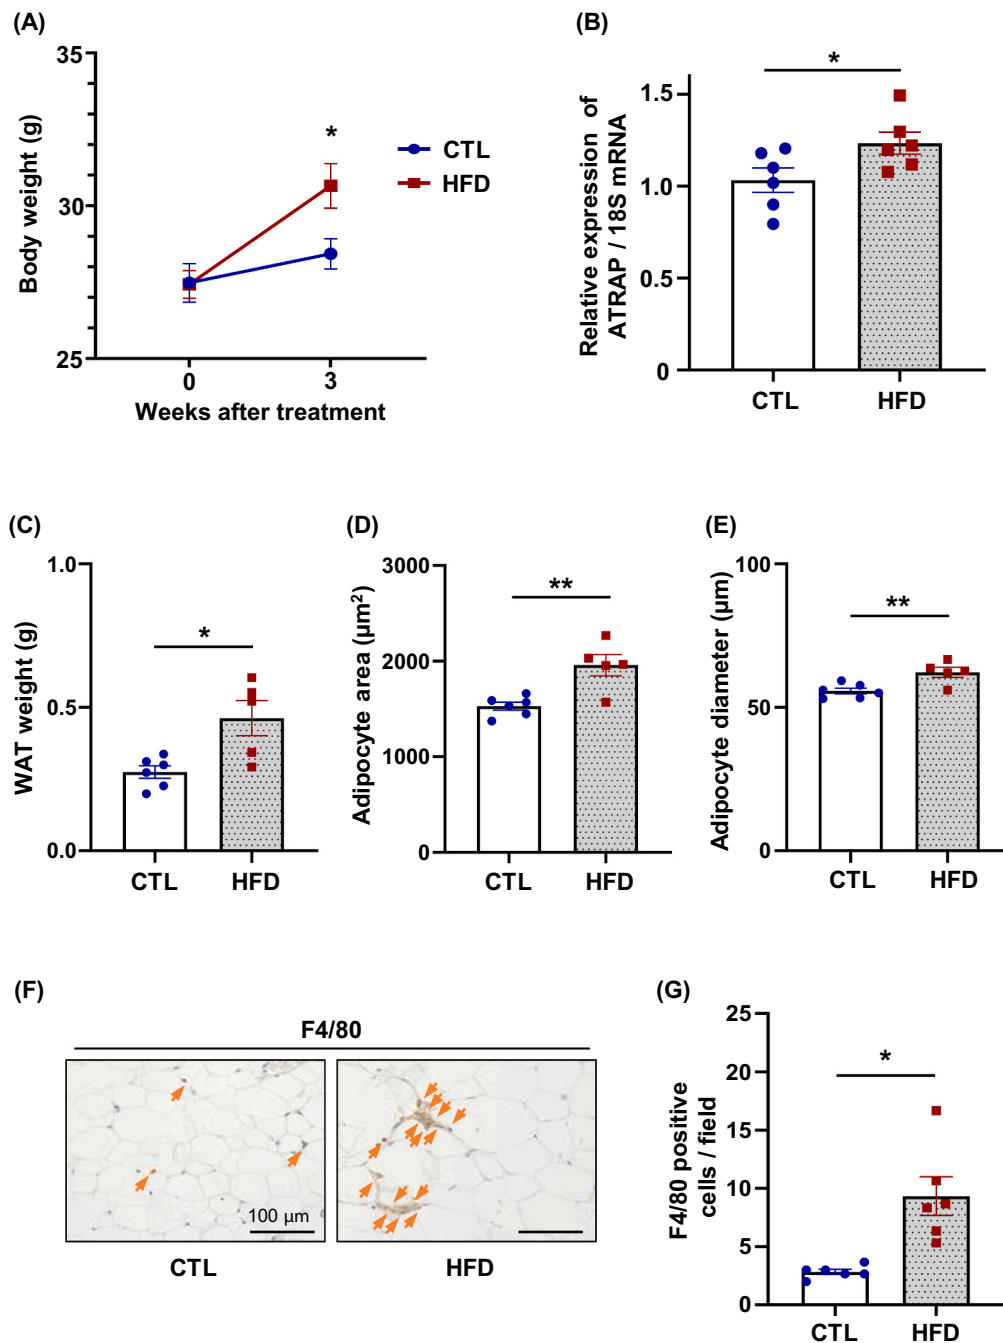 (A)
35
30
25
Body weight (g)
*
CTL
HFD
0 3
Weeks after treatment
(B)
*
1.5
1.0
0.5
0
Relative expression of
ATRAP / 18S mRNA
CTL HFD
(C)
1.0
0.5
0.0
WAT weight (g)
*
CTL HFD
(D)
3000
2000
1000
0
Adipocyte area (µm²)
**
CTL HFD
(E)
100
50
0
Adipocyte diameter (µm)
**
CTL HFD
(F)
F4/80
100 µm
CTL HFD
(G)
25
20
15
10
5
0
F4/80 positive
cells / field
*
CTL HFD